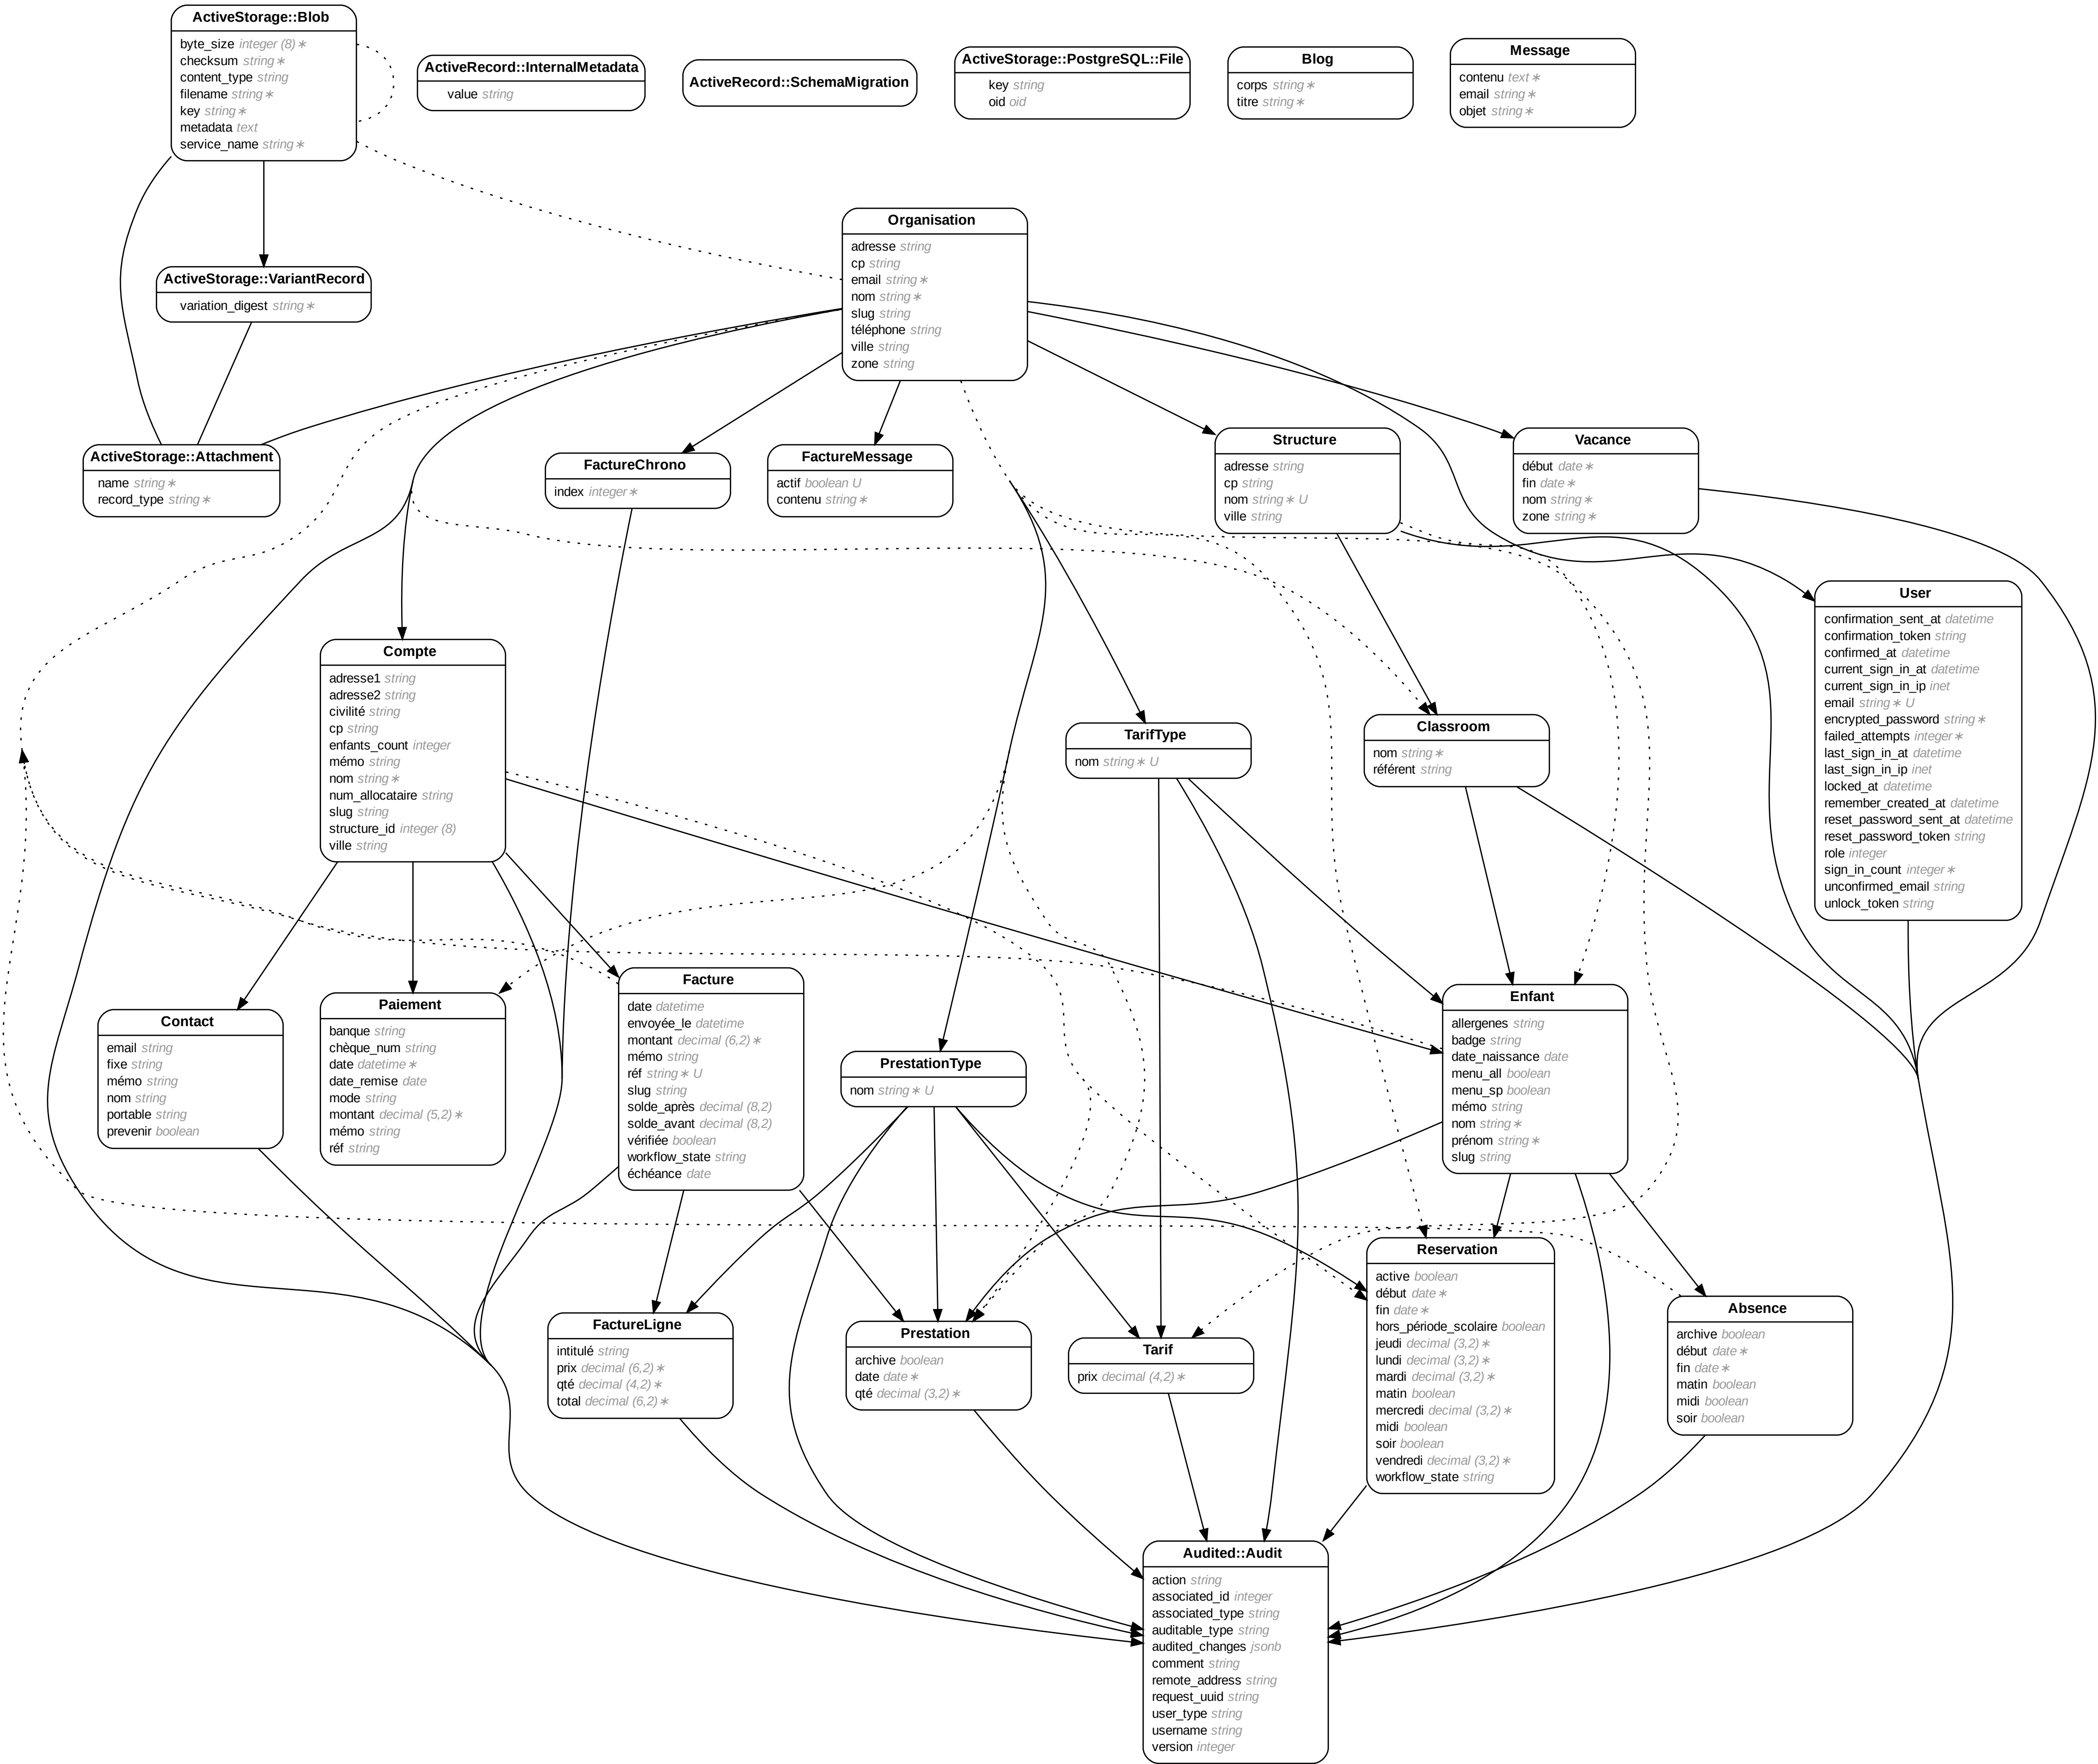 ActiveStorage::Blob
byte_size integer (8) ∗
checksum string ∗
content_type string
filename string ∗
key string ∗
metadata text
service_name string ∗
ActiveRecord::InternalMetadata
value string
ActiveRecord::SchemaMigration
ActiveStorage::PostgreSQL::File
key string
oid oid
Blog
corps string ∗
titre string ∗
Message
contenu text ∗
email string ∗
objet string ∗
Organisation
adresse string
cp string
email string ∗
nom string ∗
slug string
téléphone string
ville string
zone string
ActiveStorage::VariantRecord
variation_digest string ∗
ActiveStorage::Attachment
name string ∗
record_type string ∗
FactureChrono
index integer ∗
FactureMessage
actif boolean U
contenu string ∗
Structure
adresse string
cp string
nom string ∗ U
ville string
Vacance
début date ∗
fin date ∗
nom string ∗
zone string ∗
User
confirmation_sent_at datetime
confirmation_token string
confirmed_at datetime
current_sign_in_at datetime
current_sign_in_ip inet
email string ∗ U
encrypted_password string ∗
failed_attempts integer ∗
last_sign_in_at datetime
last_sign_in_ip inet
locked_at datetime
remember_created_at datetime
reset_password_sent_at datetime
reset_password_token string
role integer
sign_in_count integer ∗
unconfirmed_email string
unlock_token string
Compte
adresse1 string
adresse2 string
civilité string
cp string
enfants_count integer
mémo string
nom string ∗
num_allocataire string
slug string
structure_id integer (8)
ville string
TarifType
nom string ∗ U
Classroom
nom string ∗
référent string
Contact
email string
fixe string
mémo string
nom string
portable string
prevenir boolean
Paiement
banque string
chèque_num string
date datetime ∗
date_remise date
mode string
montant decimal (5,2) ∗
mémo string
réf string
Facture
date datetime
envoyée_le datetime
montant decimal (6,2) ∗
mémo string
réf string ∗ U
slug string
solde_après decimal (8,2)
solde_avant decimal (8,2)
vérifiée boolean
workflow_state string
échéance date
PrestationType
nom string ∗ U
Enfant
allergenes string
badge string
date_naissance date
menu_all boolean
menu_sp boolean
mémo string
nom string ∗
prénom string ∗
slug string
FactureLigne
intitulé string
prix decimal (6,2) ∗
qté decimal (4,2) ∗
total decimal (6,2) ∗
Prestation
archive boolean
date date ∗
qté decimal (3,2) ∗
Tarif
prix decimal (4,2) ∗
Reservation
active boolean
début date ∗
fin date ∗
hors_période_scolaire boolean
jeudi decimal (3,2) ∗
lundi decimal (3,2) ∗
mardi decimal (3,2) ∗
matin boolean
mercredi decimal (3,2) ∗
midi boolean
soir boolean
vendredi decimal (3,2) ∗
workflow_state string
Absence
archive boolean
début date ∗
fin date ∗
matin boolean
midi boolean
soir boolean
Audited::Audit
action string
associated_id integer
associated_type string
auditable_type string
audited_changes jsonb
comment string
remote_address string
request_uuid string
user_type string
username string
version integer